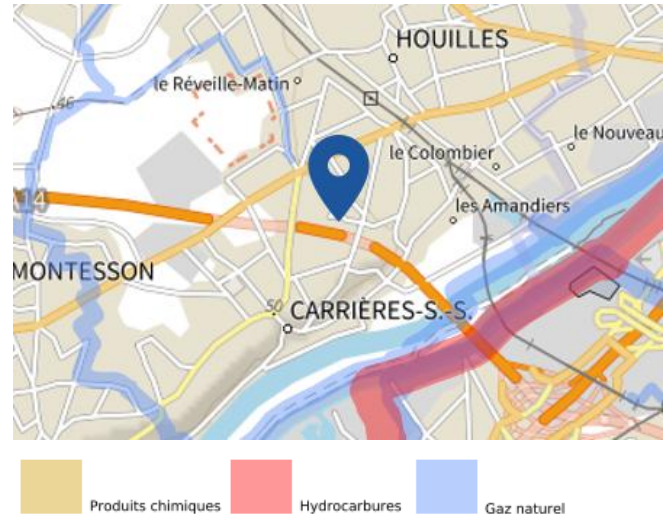 HOUILLES
le Réveille-Matin
46
le Nouveau
le Colombier
A14
les Amandiers
MONTESSON
50
CARRIÈRES-S.-S.
Produits chimiques
Hydrocarbures
Gaz naturel